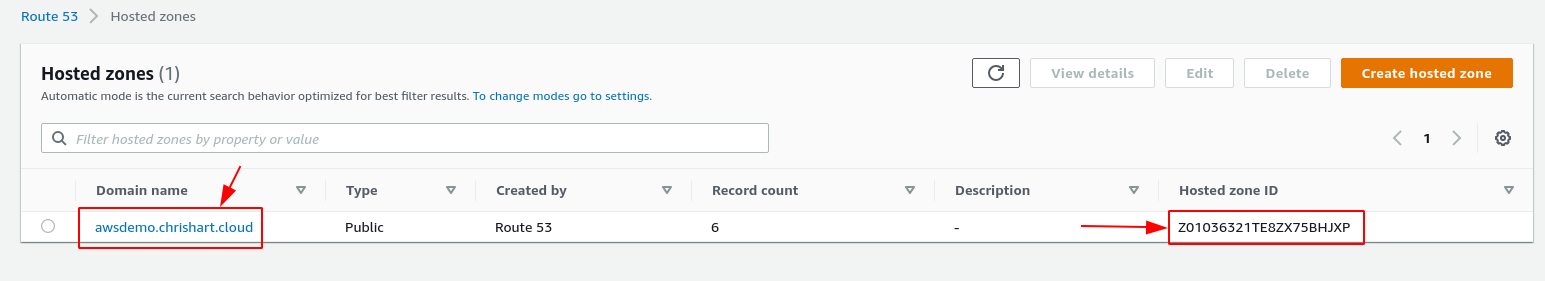 Route 53 Hosted zones
Hosted zones (1)
View details Edit Delete Create hosted zone
Automatic mode is the current search behavior optimized for best filter results. To change modes go to settings.
Filter hosted zones by property or value
1
Domain name Type Created by Record count Description Hosted zone ID
awsdemo.chrishart.cloud Public Route 53 6 - Z01036321TE8ZX75BHJXP